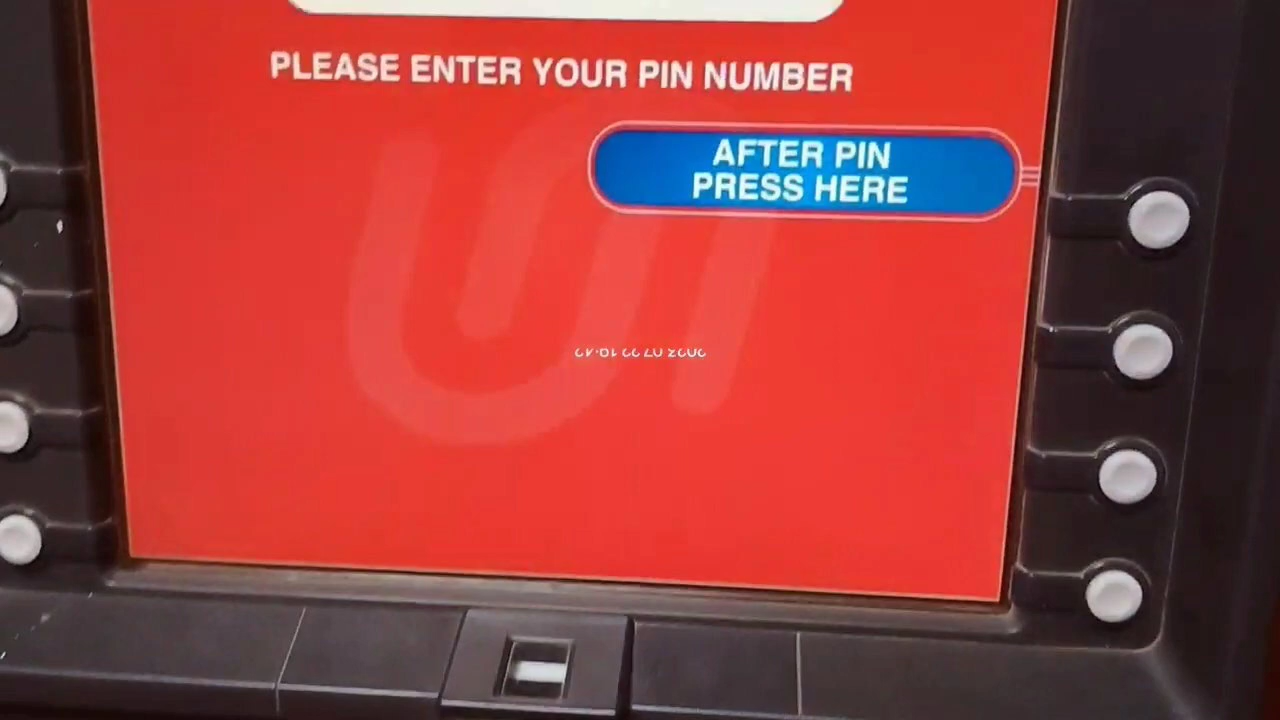 PLEASE ENTER YOUR PIN NUMBER
AFTER PIN
PRESS HERE